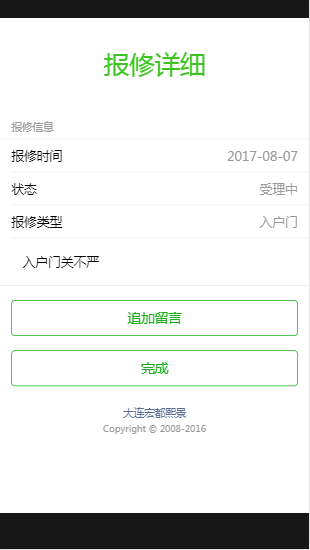 报修详细
报修信息
报修时间 2017-08-07
状态 受理中
报修类型 入户门
入户门关不严
追加留言
完成
大连宏都熙景
Copyright © 2008-2016